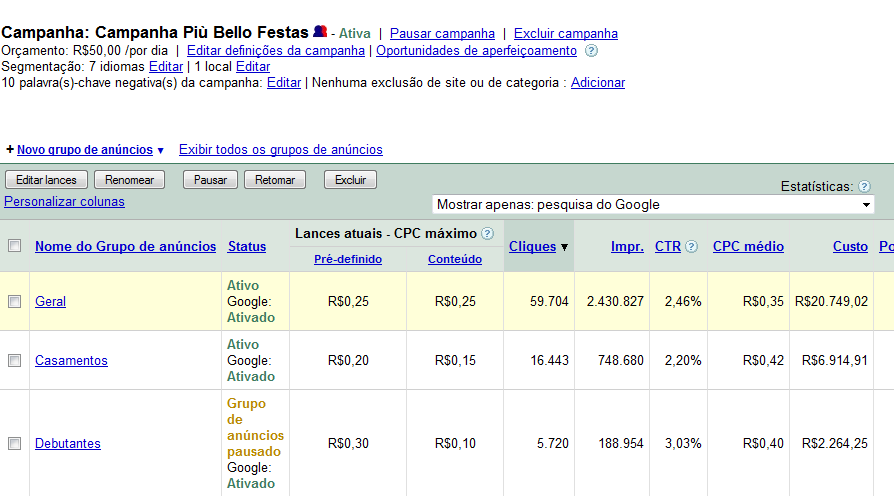 Campanha: Campanha Più Bello Festas - Ativa | Pausar campanha | Excluir campanha
Orçamento: R$50,00 /por dia | Editar definições da campanha | Oportunidades de aperfeiçoamento ?
Segmentação: 7 idiomas Editar | 1 local Editar
10 palavra(s)-chave negativa(s) da campanha: Editar | Nenhuma exclusão de site ou de categoria : Adicionar
+ Novo grupo de anúncios ▼ Exibir todos os grupos de anúncios
Editar lances Renomear Pausar Retomar Excluir
Estatísticas: ?
Personalizar colunas
Mostrar apenas: pesquisa do Google
Nome do Grupo de anúncios Status Lances atuais - CPC máximo ? Cliques ▼ Impr. CTR ? CPC médio Custo Po
Pré-definido Conteúdo
Geral Ativo Google: Ativado R$0,25 R$0,25 59.704 2.430.827 2,46% R$0,35 R$20.749,02
Casamentos Ativo Google: Ativado R$0,20 R$0,15 16.443 748.680 2,20% R$0,42 R$6.914,91
Debutantes Grupo de anúncios pausado Google: Ativado R$0,30 R$0,10 5.720 188.954 3,03% R$0,40 R$2.264,25